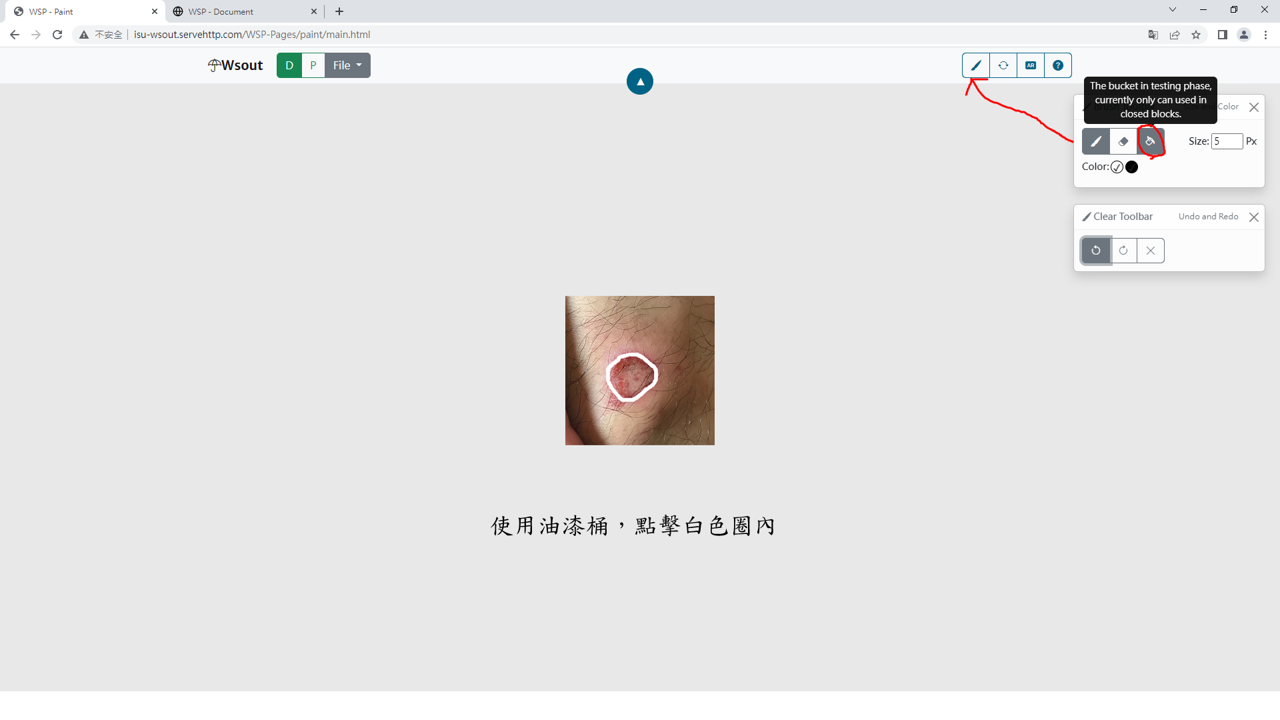 WSP - Paint
WSP - Document
不安全 | isu-wsout.servehttp.com/WSP-Pages/paint/main.html
Wsout D P File
AR ?
The bucket in testing phase,
currently only can used in
closed blocks.
Color
Size: 5 Px
Color:
Clear Toolbar Undo and Redo
使用油漆桶，點擊白色圈內